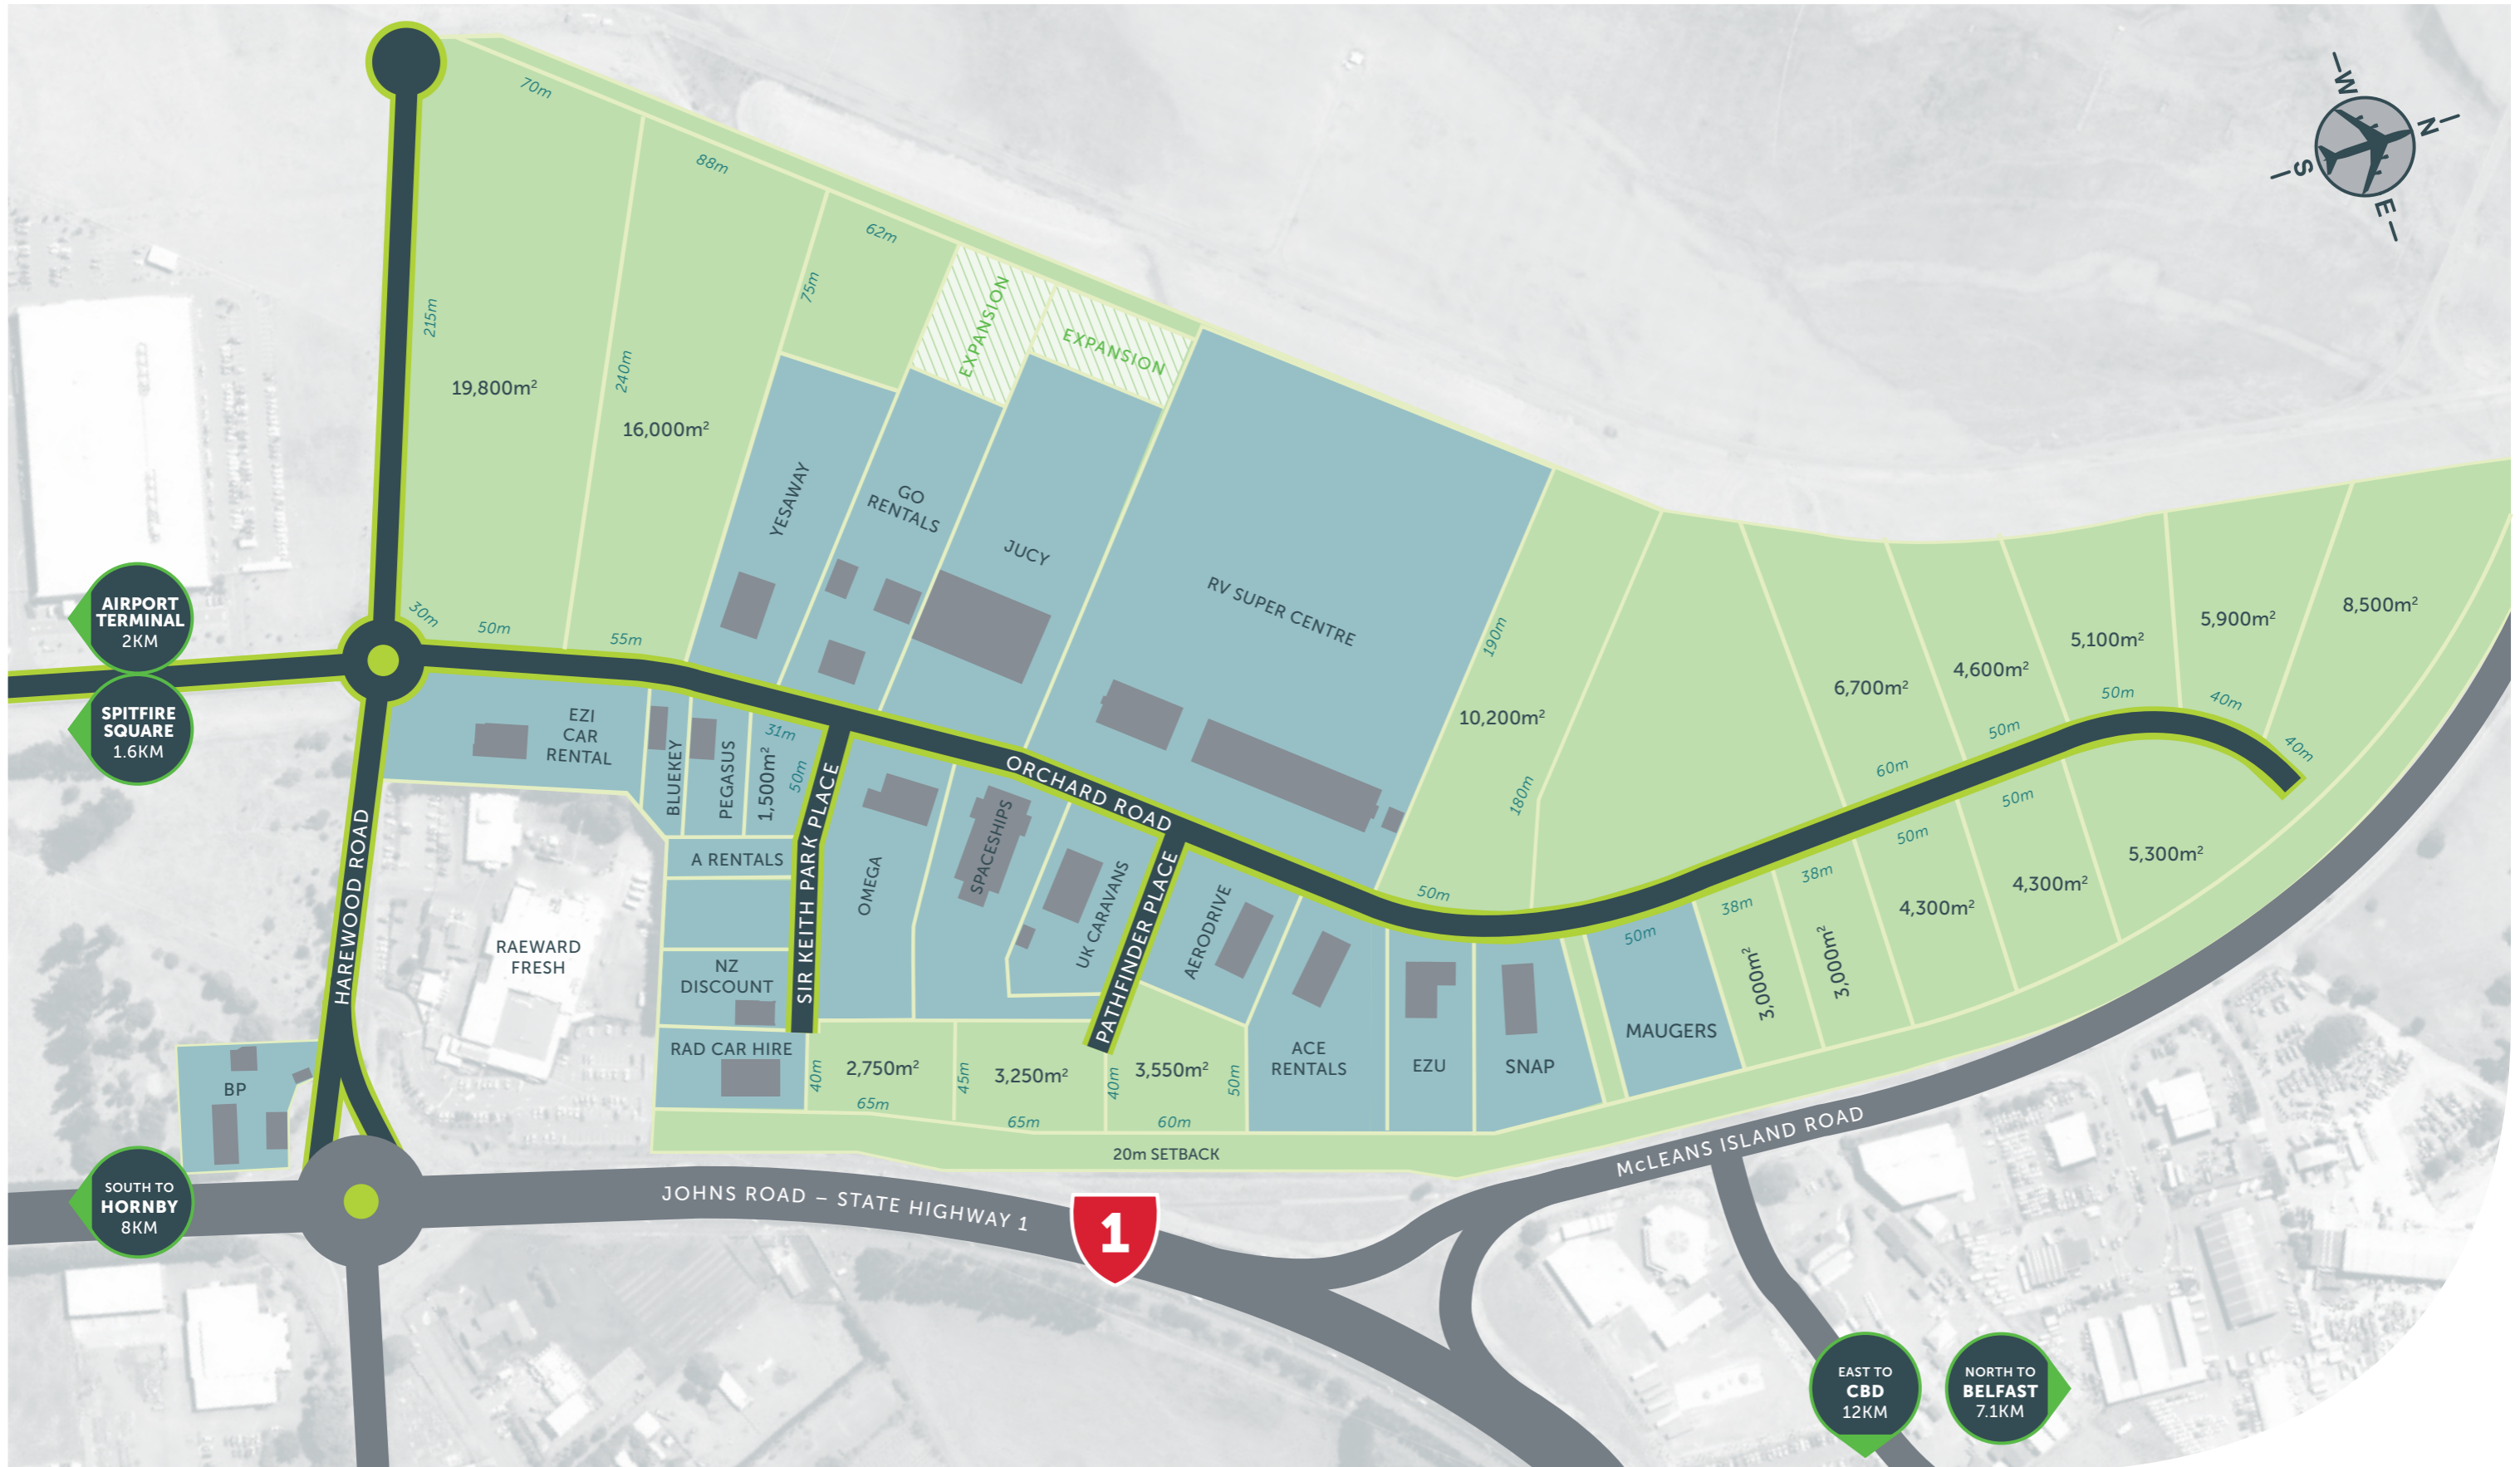 70m
88m
62m
75m
215m
240m
19,800m²
16,000m²
30m
50m
55m
EXPANSION
EXPANSION
YESAWAY
GO
RENTALS
JUCY
RV SUPER CENTRE
W
N
S
E
AIRPORT
TERMINAL
2KM
SPITFIRE
SQUARE
1.6KM
EZI
CAR
RENTAL
BLUEKEY
PEGASUS
31m
1,500m²
50m
A RENTALS
NZ
DISCOUNT
RAD CAR HIRE
SIR KEITH PARK PLACE
OMEGA
SPACESHIPS
UK CARAVANS
ORCHARD ROAD
PATHFINDER PLACE
AERODRIVE
ACE
RENTALS
EZU
SNAP
MAUGERS
HAREWOOD ROAD
RAEWARD
FRESH
BP
190m
10,200m²
180m
50m
6,700m²
4,600m²
5,100m²
5,900m²
8,500m²
60m
50m
50m
40m
40m
50m
38m
38m
50m
50m
3,000m²
3,000m²
4,300m²
4,300m²
5,300m²
40m
2,750m²
65m
45m
3,250m²
65m
40m
3,550m²
60m
50m
20m SETBACK
SOUTH TO
HORNBY
8KM
JOHNS ROAD – STATE HIGHWAY 1
1
McLEANS ISLAND ROAD
EAST TO
CBD
12KM
NORTH TO
BELFAST
7.1KM